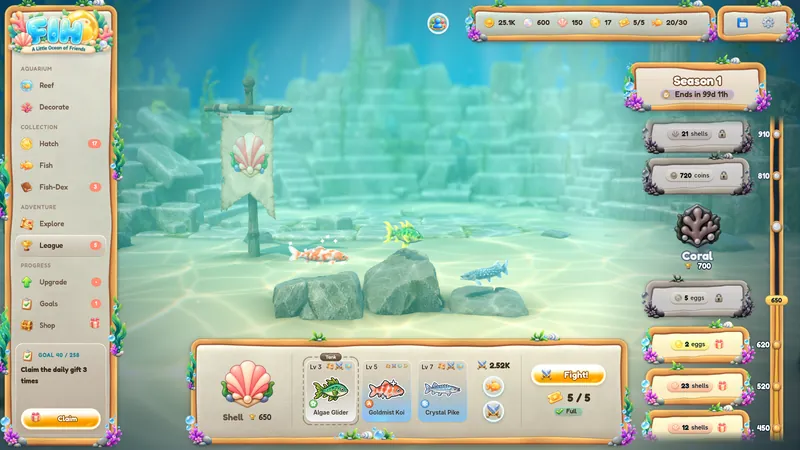 FIW
A Little Ocean of Friends
AQUARIUM
Reef
Decorate
COLLECTION
Hatch 17
Fish
Fish-Dex 3
ADVENTURE
Explore
League 5
PROGRESS
Upgrade
Goals 1
Shop
GOAL 40 / 258
Claim the daily gift 3
times
Claim
25.1K 600 150 17 5/5 20/30
Season 1
Ends in 99d 11h
21 shells 910
720 coins 810
Coral
700
5 eggs
650
2 eggs 620
23 shells 520
12 shells 450
Shell 650
Tank
Lv 3
Algae Glider
Lv 5
Goldmist Koi
Lv 7
Crystal Pike
2.52K
Fight!
5 / 5
Full